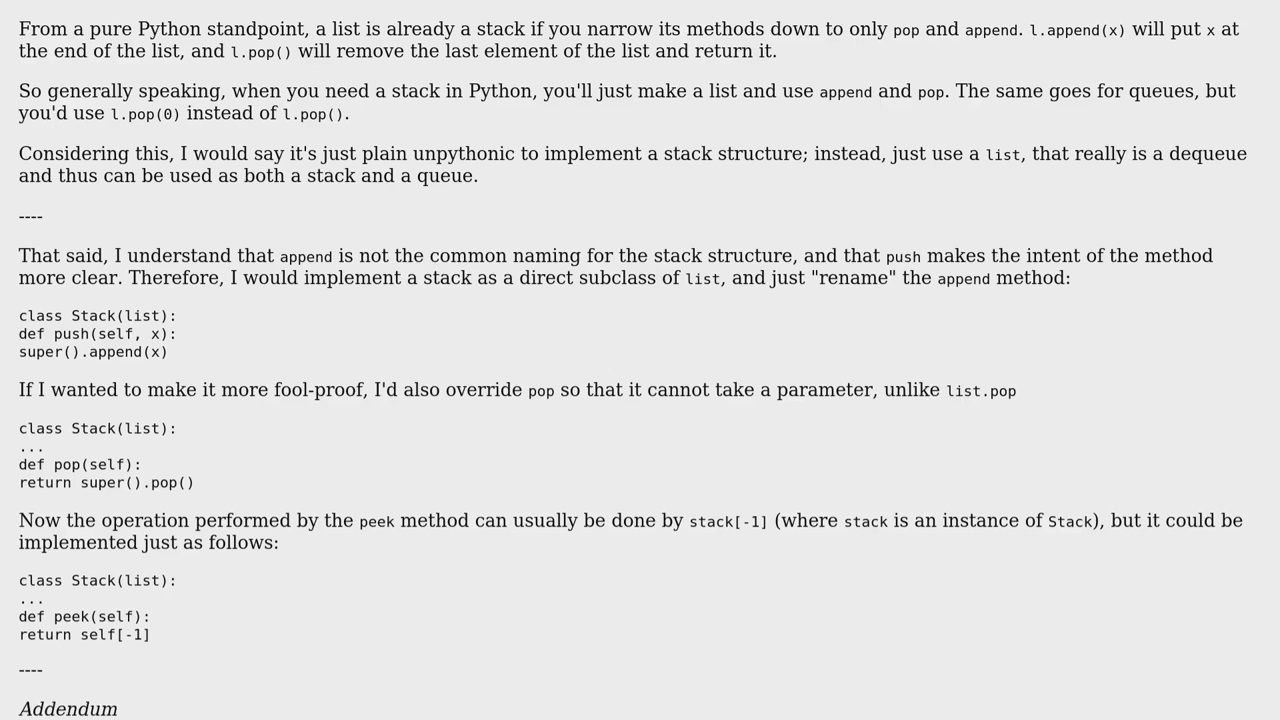 From a pure Python standpoint, a list is already a stack if you narrow its methods down to only pop and append. l.append(x) will put x at
the end of the list, and l.pop() will remove the last element of the list and return it.
So generally speaking, when you need a stack in Python, you'll just make a list and use append and pop. The same goes for queues, but
you'd use l.pop(0) instead of l.pop().
Considering this, I would say it's just plain unpythonic to implement a stack structure; instead, just use a list, that really is a dequeue
and thus can be used as both a stack and a queue.
----
That said, I understand that append is not the common naming for the stack structure, and that push makes the intent of the method
more clear. Therefore, I would implement a stack as a direct subclass of list, and just "rename" the append method:
class Stack(list):
def push(self, x):
super().append(x)
If I wanted to make it more fool-proof, I'd also override pop so that it cannot take a parameter, unlike list.pop
class Stack(list):
...
def pop(self):
return super().pop()
Now the operation performed by the peek method can usually be done by stack[-1] (where stack is an instance of Stack), but it could be
implemented just as follows:
class Stack(list):
...
def peek(self):
return self[-1]
----
Addendum